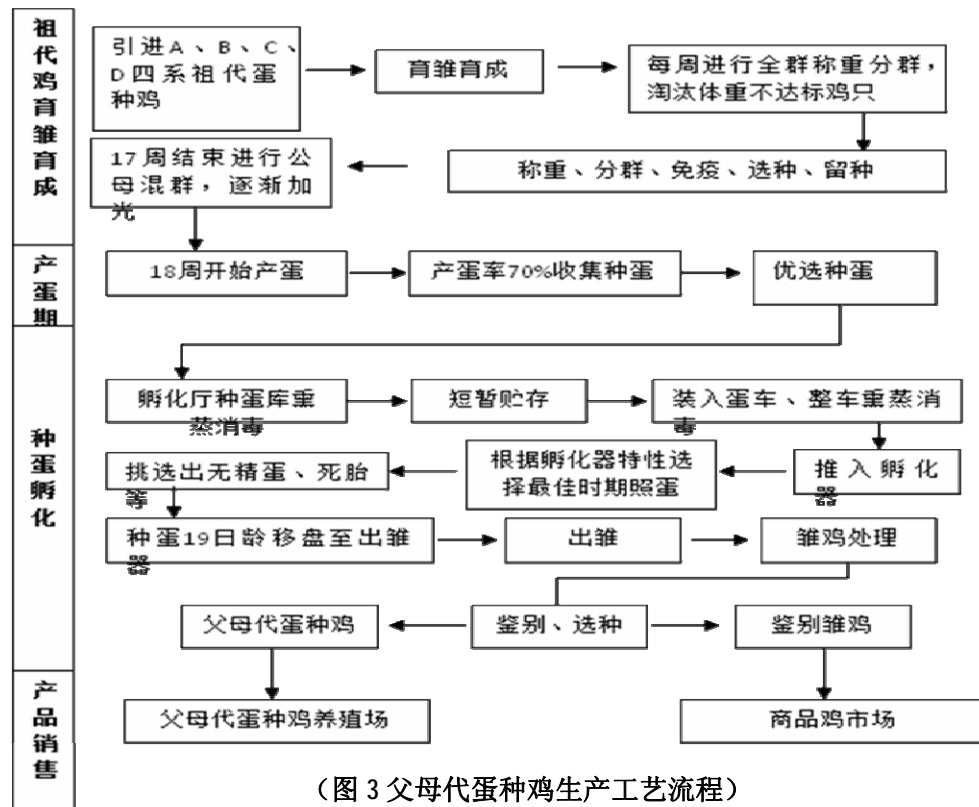 祖代鸡育雏育成
引进A、B、C、
D四系祖代蛋
种鸡
育雏育成
每周进行全群称重分群，
淘汰体重不达标鸡只
17周结束进行公
母混群，逐渐加
光
称重、分群、免疫、选种、留种
产蛋期
18周开始产蛋
产蛋率70%收集种蛋
优选种蛋
种蛋孵化
孵化厅种蛋库熏
蒸消毒
短暂贮存
装入蛋车、整车熏蒸消
毒
挑选出无精蛋、死胎
等
根据孵化器特性选
择最佳时期照蛋
推入孵化
器
种蛋19日龄移盘至出雏
器
出雏
雏鸡处理
父母代蛋种鸡
鉴别、选种
鉴别雏鸡
产品销售
父母代蛋种鸡养殖场
商品鸡市场
（图3父母代蛋种鸡生产工艺流程）